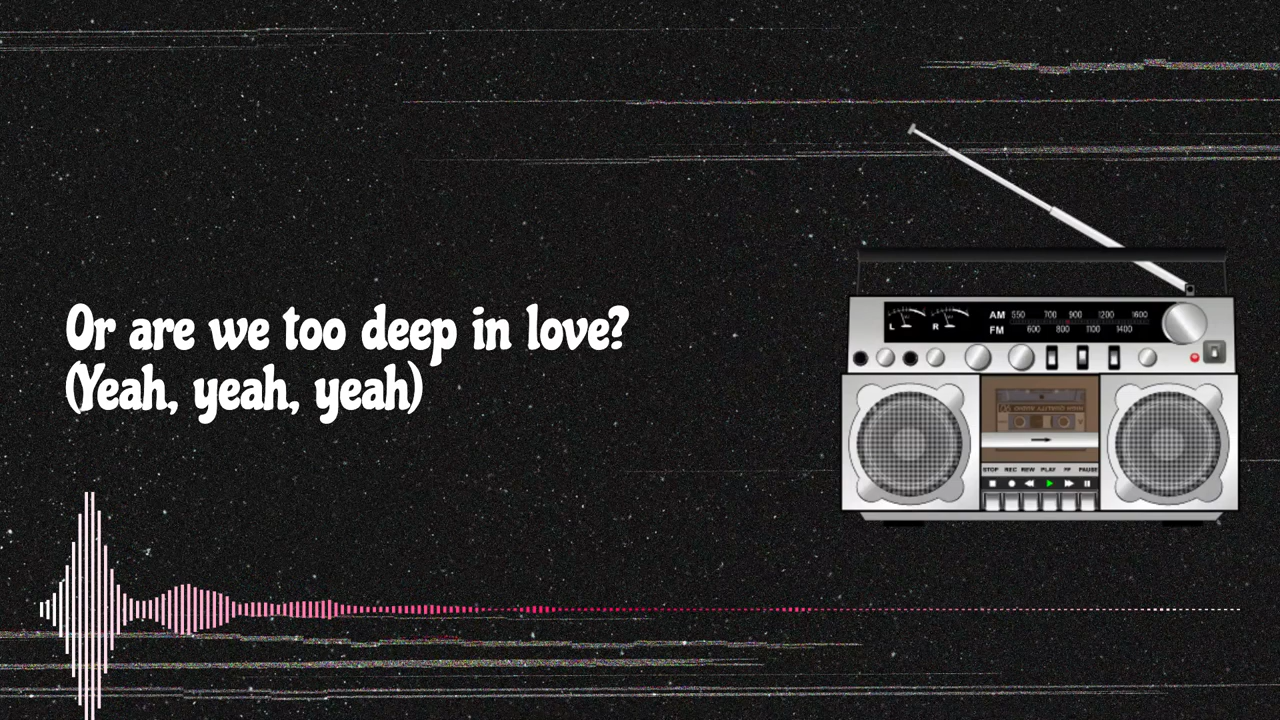 Or are we too deep in love?
(Yeah, yeah, yeah)
L R AM 550 700 900 1200 1600
FM 600 800 1100 1400
STOP REC REW PLAY FF PAUSE